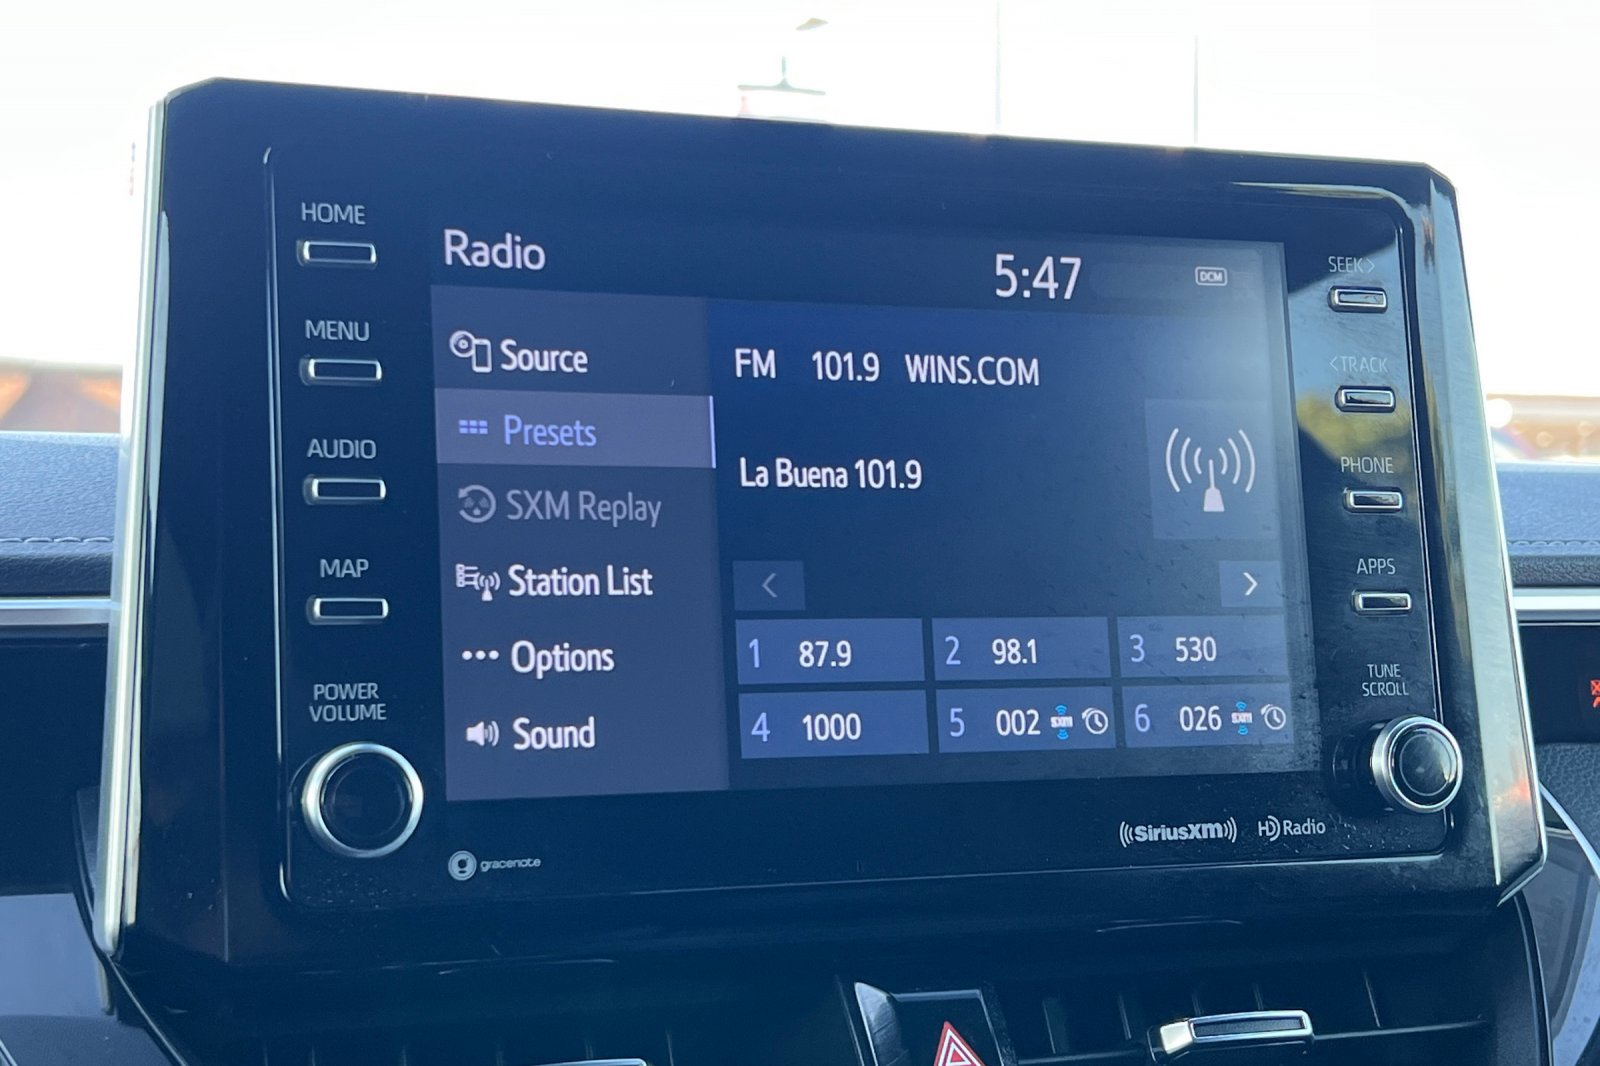 HOME
MENU
AUDIO
MAP
POWER
VOLUME
Radio
5:47
DCM
Source
Presets
SXM Replay
Station List
Options
Sound
FM 101.9 WINS.COM
La Buena 101.9
< >
1 87.9
2 98.1
3 530
4 1000
5 002 SXM
6 026 SXM
SEEK>
<TRACK
PHONE
APPS
TUNE
SCROLL
gracenote
((SiriusXM))
HD Radio